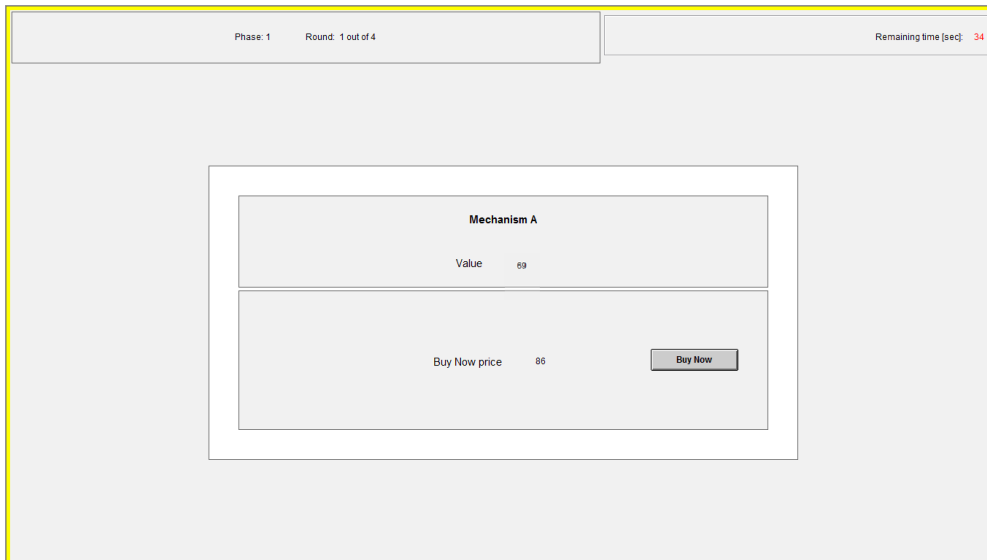 Phase: 1 Round: 1 out of 4 Remaining time [sec]: 34
Mechanism A
Value 69
Buy Now price 86 Buy Now